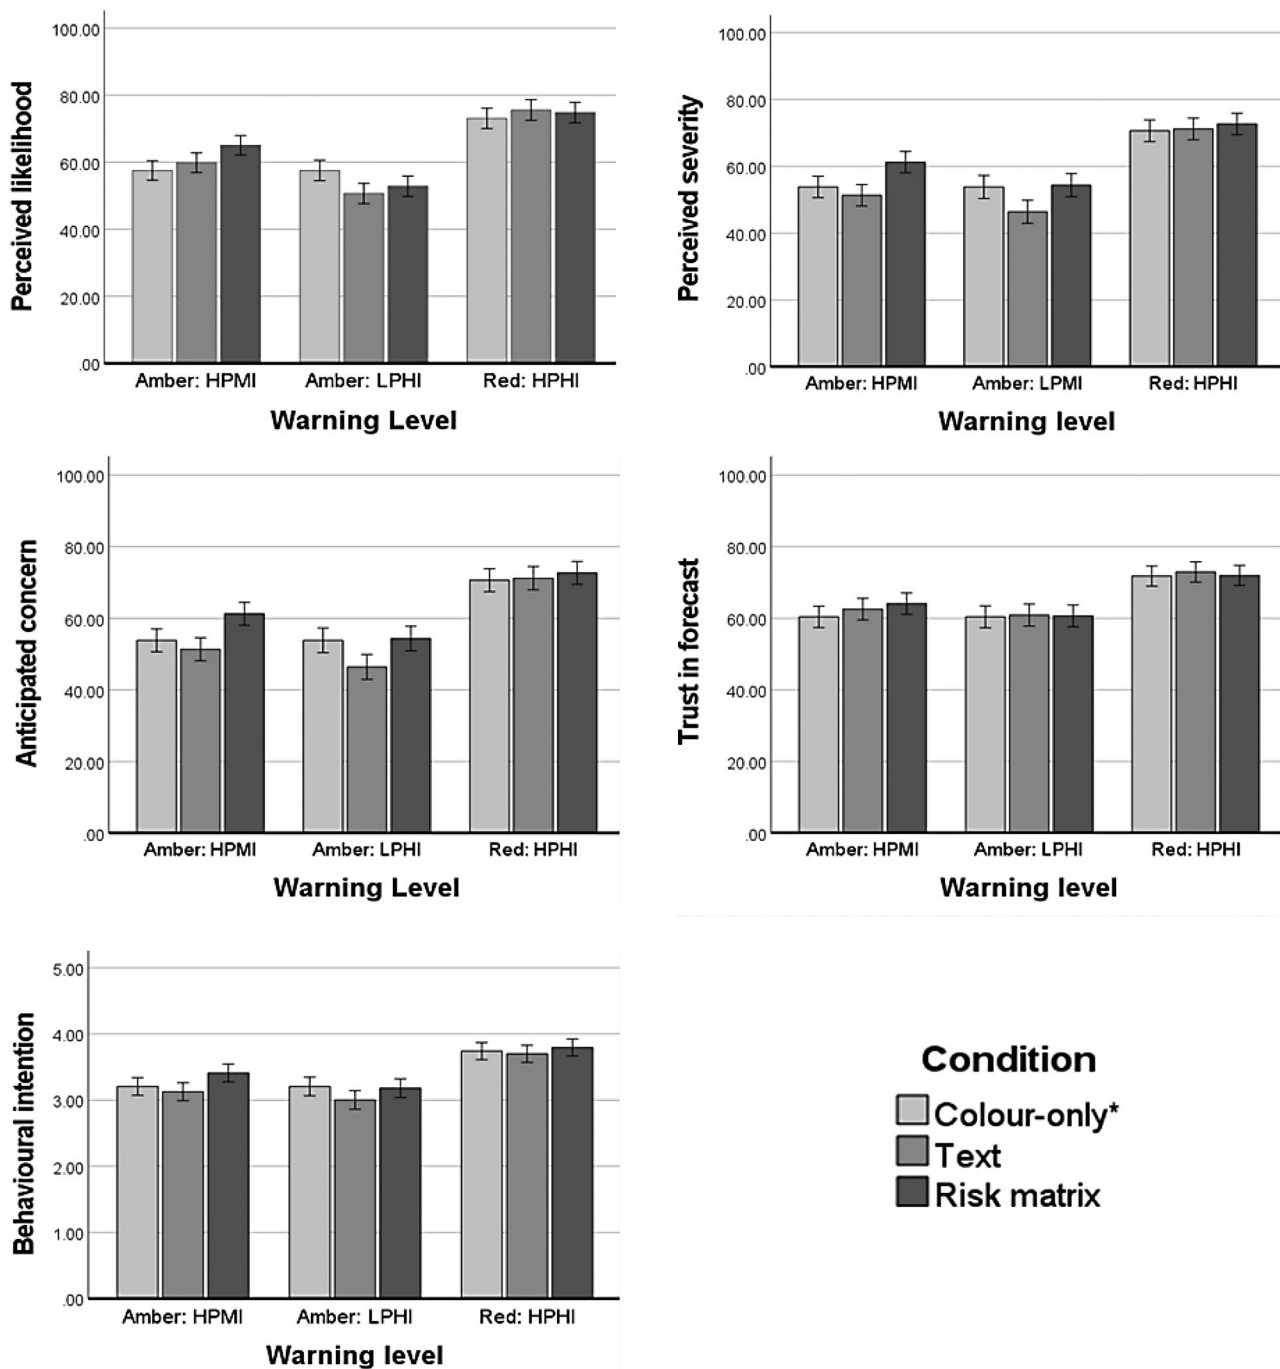 100.00
80.00
60.00
40.00
20.00
.00
Perceived likelihood
Amber: HPMI
Amber: LPHI
Red: HPHI
Warning Level
100.00
80.00
60.00
40.00
20.00
.00
Perceived severity
Amber: HPMI
Amber: LPMI
Red: HPHI
Warning level
100.00
80.00
60.00
40.00
20.00
.00
Anticipated concern
Amber: HPMI
Amber: LPHI
Red: HPHI
Warning Level
100.00
80.00
60.00
40.00
20.00
.00
Trust in forecast
Amber: HPMI
Amber: LPHI
Red: HPHI
Warning level
5.00
4.00
3.00
2.00
1.00
.00
Behavioural intention
Amber: HPMI
Amber: LPHI
Red: HPHI
Warning level
Condition
Colour-only*
Text
Risk matrix